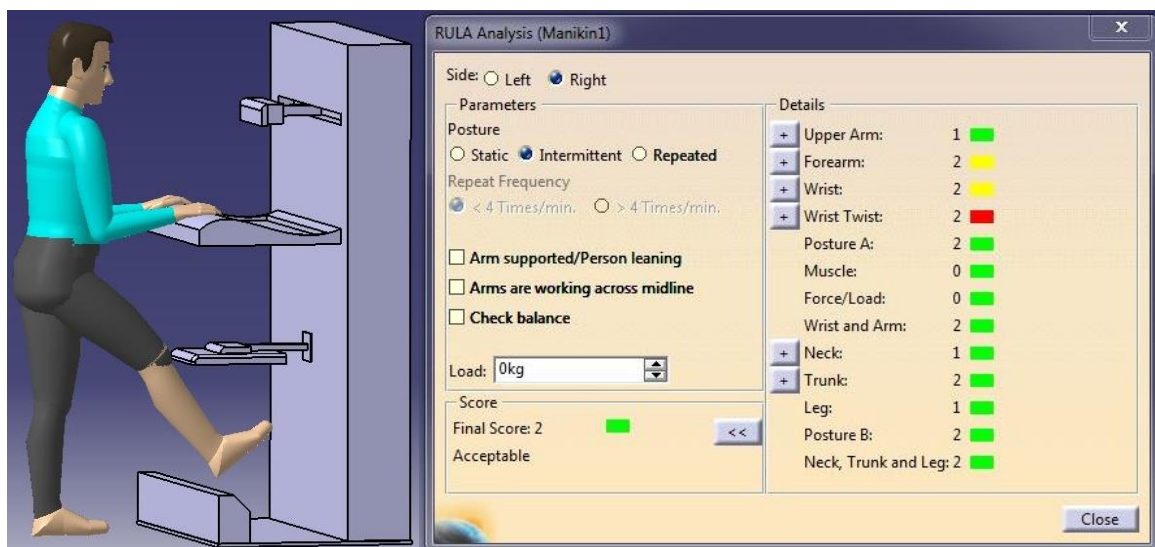 RULA Analysis (Manikin1)
X
Side: Left Right
Parameters
Posture
Static Intermittent Repeated
Repeat Frequency
< 4 Times/min. > 4 Times/min.
Arm supported/Person leaning
Arms are working across midline
Check balance
Load: 0kg
Score
Final Score: 2
<<
Acceptable
Details
+ Upper Arm: 1
+ Forearm: 2
+ Wrist: 2
+ Wrist Twist: 2
Posture A: 2
Muscle: 0
Force/Load: 0
Wrist and Arm: 2
+ Neck: 1
+ Trunk: 2
Leg: 1
Posture B: 2
Neck, Trunk and Leg: 2
Close